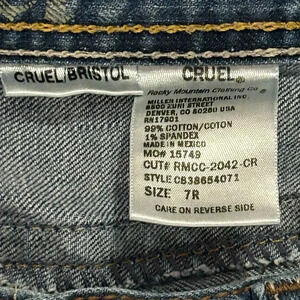 CRUEL/BRISTOL
CRUEL®
Rocky Mountain Clothing Co®
MILLER INTERNATIONAL INC
8500 ZUNI STREET
DENVER, CO 80260 USA
RN17901
99% COTTON/COTON
1% SPANDEX
MADE IN MEXICO
MO# 15749
CUT# RMCC-2042-CR
STYLE CB38654071
SIZE 7R
CARE ON REVERSE SIDE